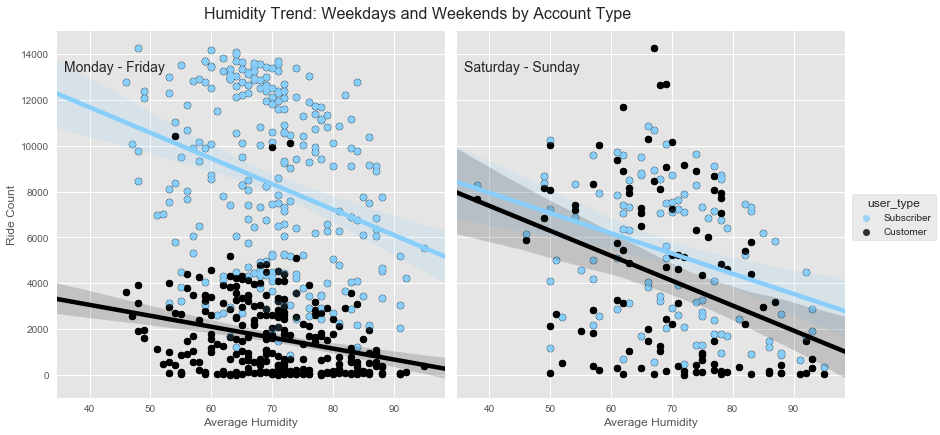 Humidity Trend: Weekdays and Weekends by Account Type
Monday - Friday
Saturday - Sunday
14000
12000
10000
8000
6000
4000
2000
0
Ride Count
40 50 60 70 80 90
40 50 60 70 80 90
Average Humidity
Average Humidity
user_type
Subscriber
Customer